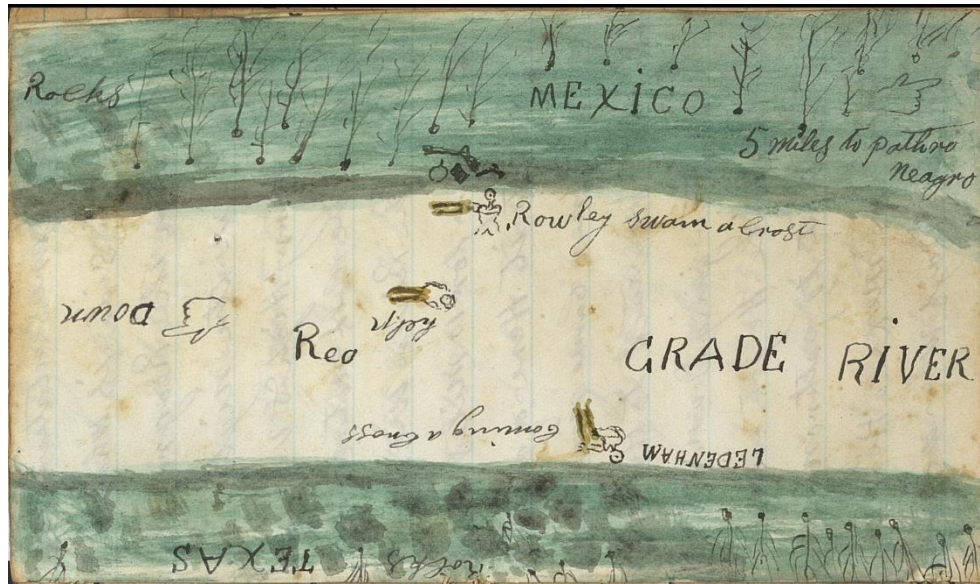 Rocks
MEXiCO
5 miles to pathro
Neagro
Rowley swam a Crost
Down
Reo
help
GRADE RiVER
Coming a Cross
LEDENHAM
TEXAS
rocks